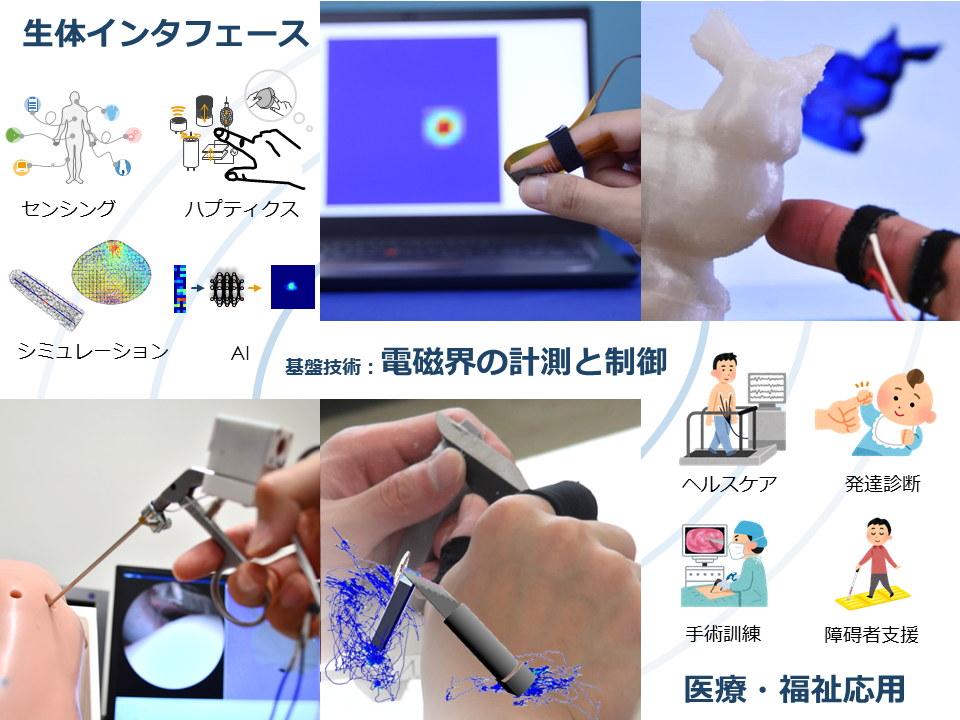 生体インタフェース
センシング
ハプティクス
シミュレーション
AI
基盤技術：電磁界の計測と制御
ヘルスケア
発達診断
手術訓練
障碍者支援
医療・福祉応用